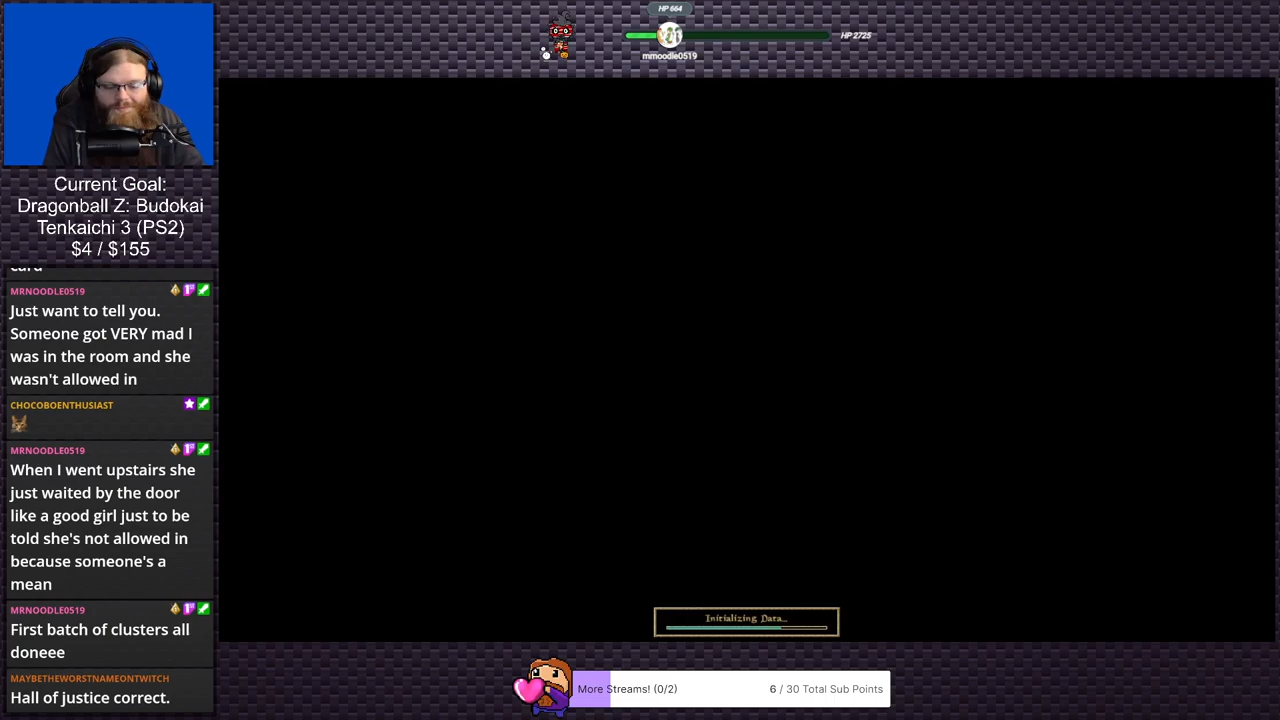 HP 664
HP 2725
mrnoodle0519
Current Goal:
Dragonball Z: Budokai
Tenkaichi 3 (PS2)
$4 / $155
card
MRNOODLE0519
Just want to tell you.
Someone got VERY mad I
was in the room and she
wasn't allowed in
CHOCOBOENTHUSIAST
MRNOODLE0519
When I went upstairs she
just waited by the door
like a good girl just to be
told she's not allowed in
because someone's a
mean
MRNOODLE0519
First batch of clusters all
doneee
MAYBETHEWORSTNAMEONTWITCH
Hall of justice correct.
Initializing Data...
More Streams! (0/2)
6 / 30 Total Sub Points